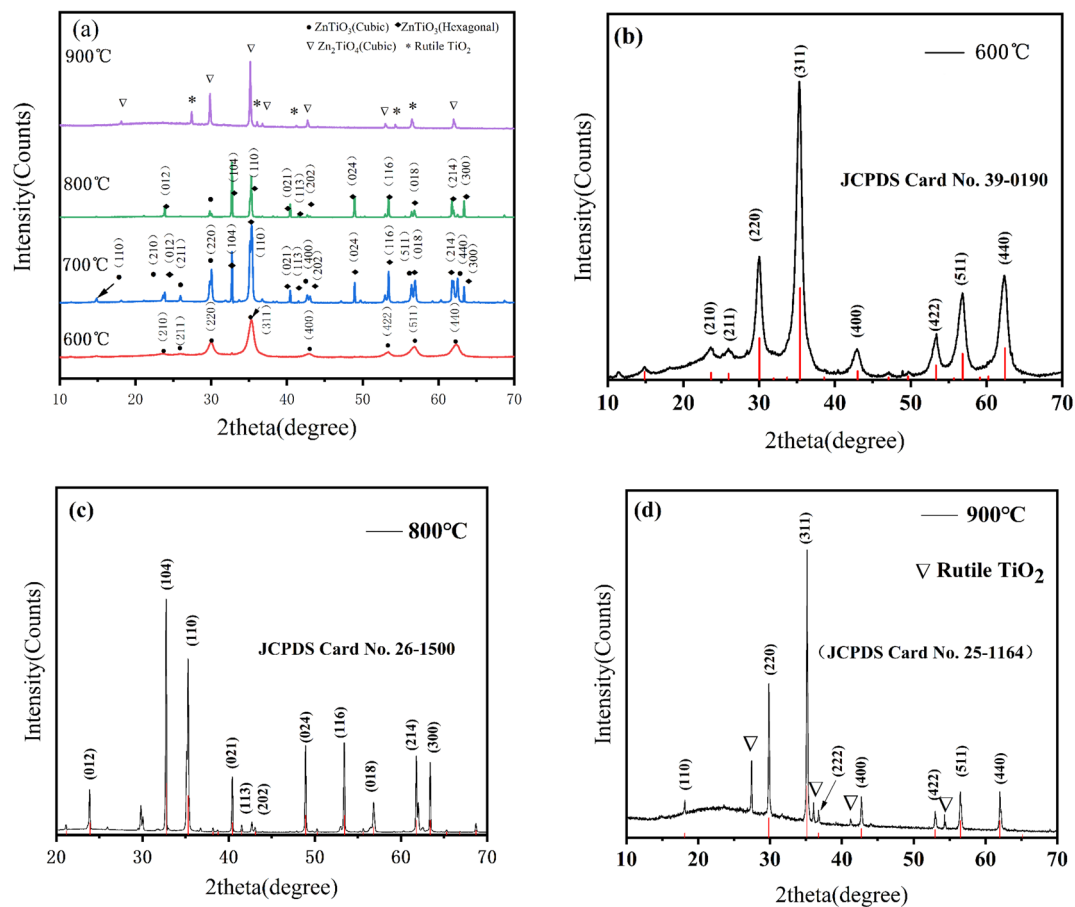 (a)
● ZnTiO₃(Cubic) ◆ ZnTiO₃(Hexagonal)
▽ Zn₂TiO₄(Cubic) * Rutile TiO₂
900℃
800℃
(012) (104) (110) (021) (113) (202) (024) (116) (018) (214) (300)
700℃
(110) (210) (012) (211) (220) (104) (110) (021) (113) (400) (202) (024) (116) (511) (018) (214) (440) (300)
600℃
(210) (211) (220) (311) (400) (422) (511) (440)
10 20 30 40 50 60 70
2theta(degree)
Intensity(Counts)
(b)
600℃
JCPDS Card No. 39-0190
(210) (211) (220) (311) (400) (422) (511) (440)
10 20 30 40 50 60 70
2theta(degree)
Intensity(Counts)
(c)
800°C
JCPDS Card No. 26-1500
(012) (104) (110) (021) (113) (202) (024) (116) (018) (214) (300)
20 30 40 50 60 70
2theta(degree)
Intensity(Counts)
(d)
900°C
▽ Rutile TiO₂
（JCPDS Card No. 25-1164)
(110) (220) (311) (222) (400) (422) (511) (440)
10 20 30 40 50 60 70
2theta(degree)
Intensity(Counts)